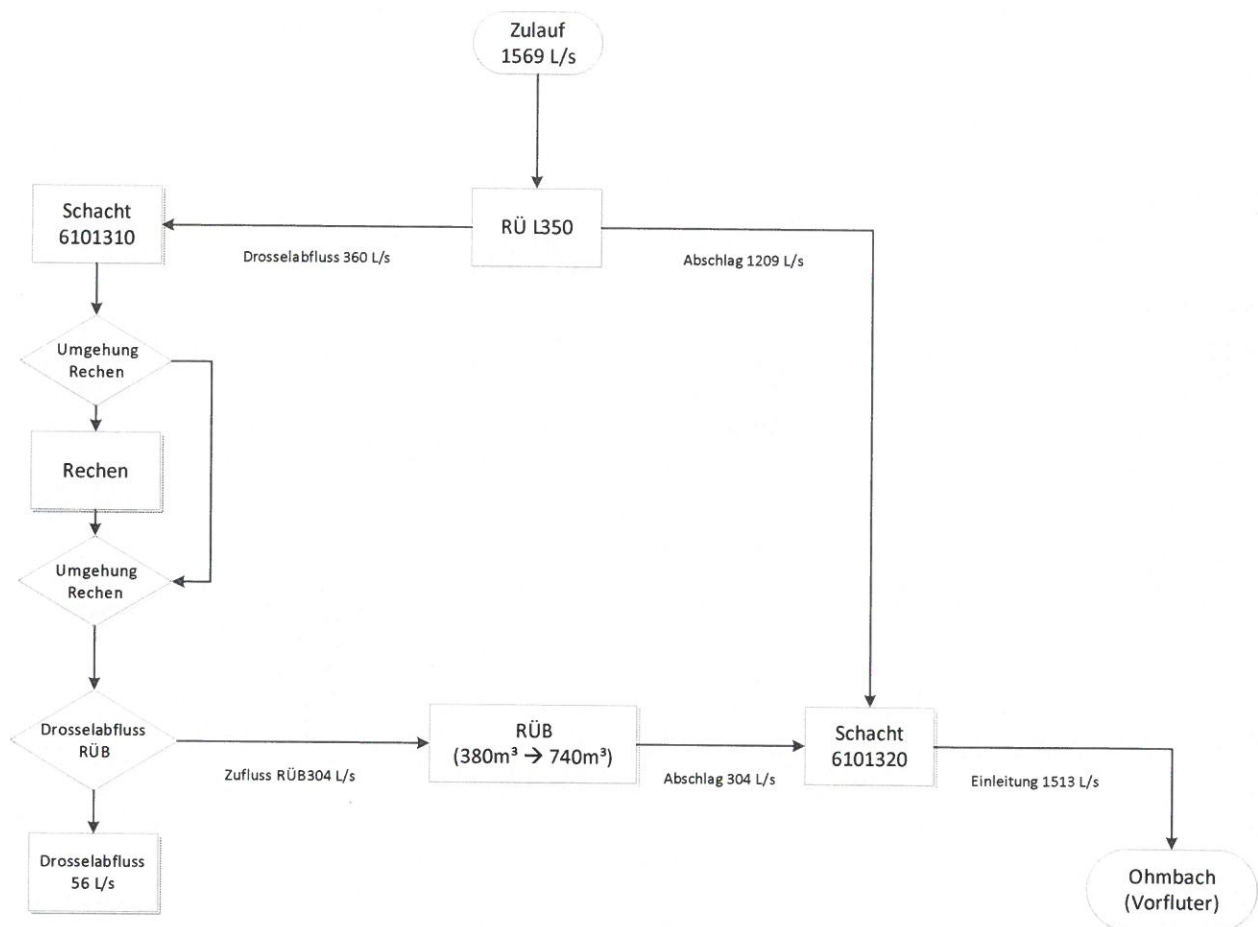 Zulauf
1569 L/s
Schacht
6101310
RÜ L350
Drosselabfluss 360 L/s
Abschlag 1209 L/s
Umgehung
Rechen
Rechen
Umgehung
Rechen
Drosselabfluss
RÜB
Zufluss RÜB304 L/s
RÜB
(380m³ → 740m³)
Abschlag 304 L/s
Schacht
6101320
Einleitung 1513 L/s
Drosselabfluss
56 L/s
Ohmbach
(Vorfluter)